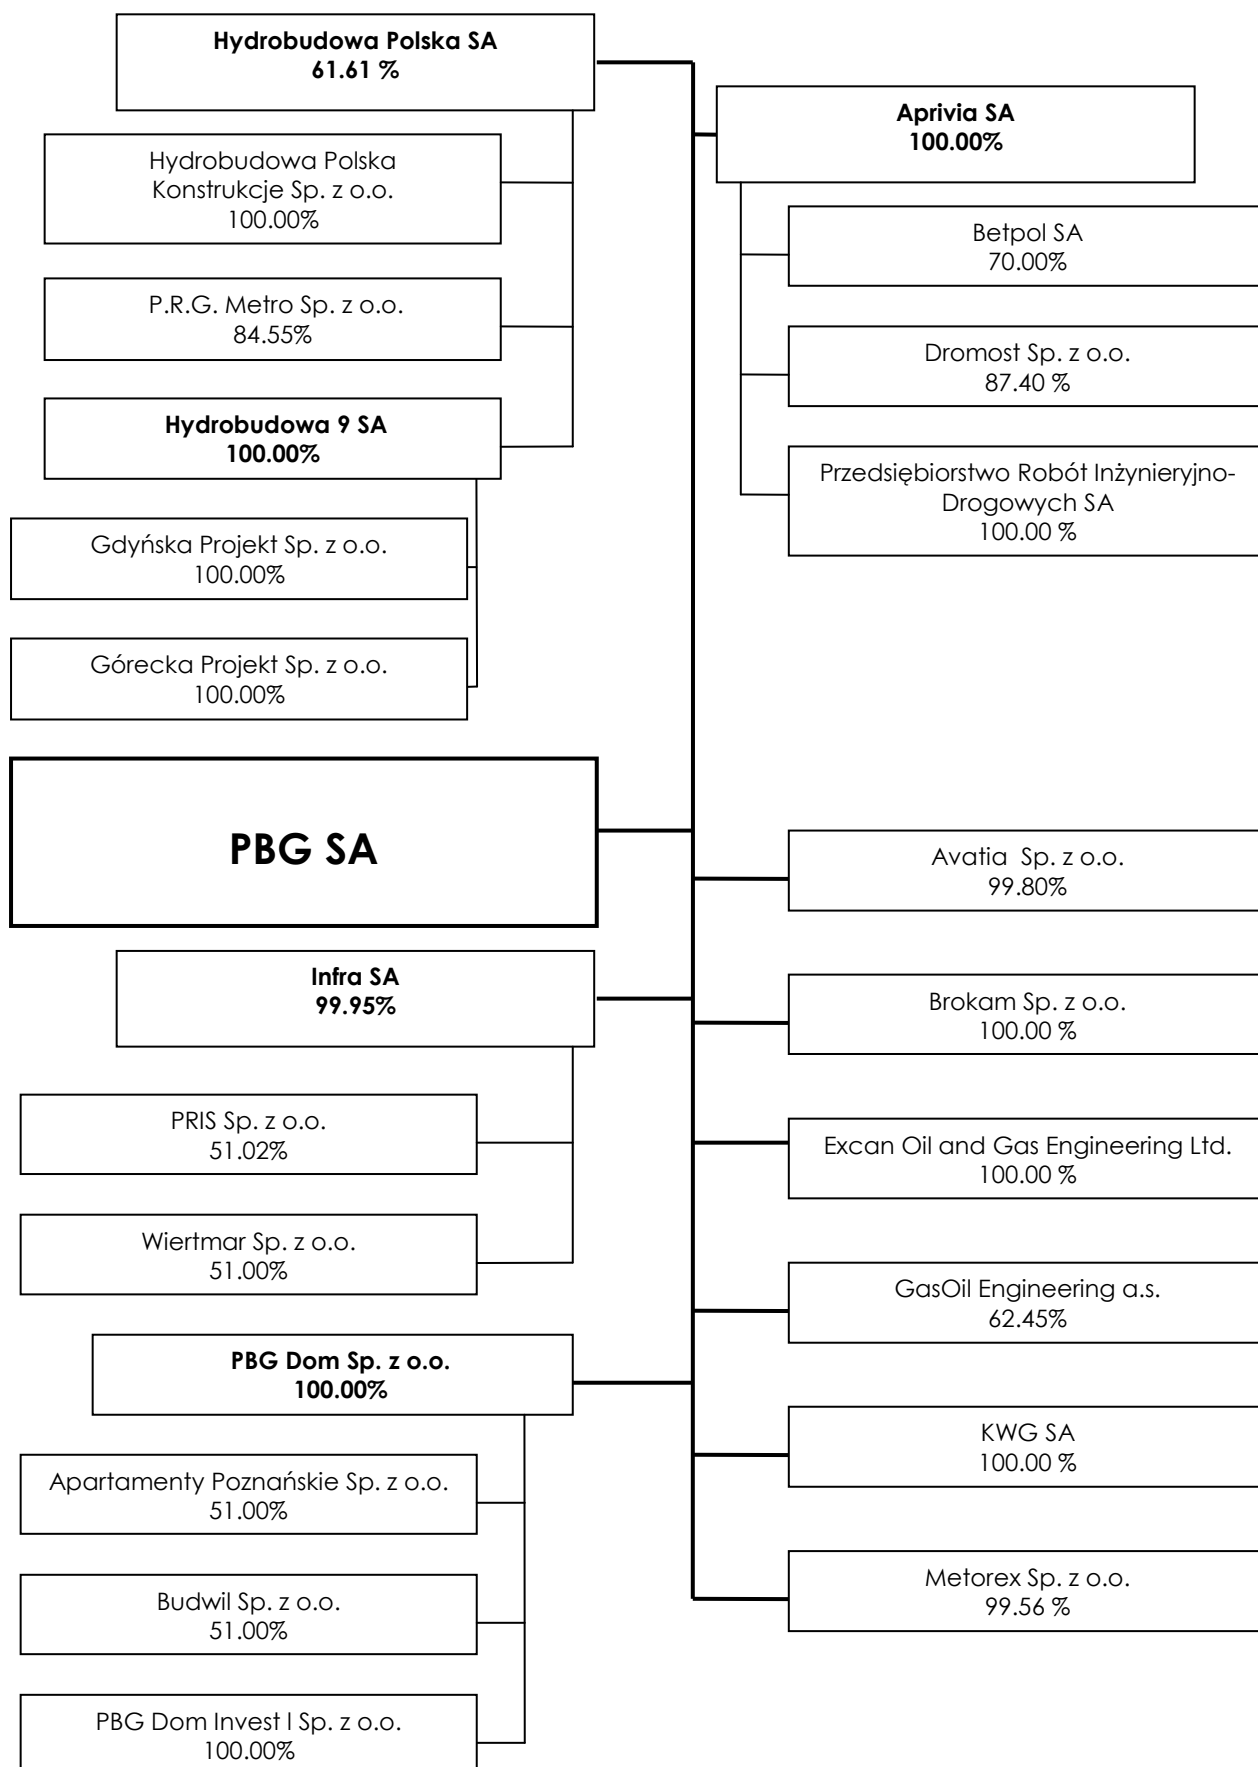 Hydrobudowa Polska SA
61.61 %
Hydrobudowa Polska
Konstrukcje Sp. z o.o.
100.00%
P.R.G. Metro Sp. z o.o.
84.55%
Hydrobudowa 9 SA
100.00%
Gdyńska Projekt Sp. z o.o.
100.00%
Górecka Projekt Sp. z o.o.
100.00%
Aprivia SA
100.00%
Betpol SA
70.00%
Dromost Sp. z o.o.
87.40 %
Przedsiębiorstwo Robót Inżynieryjno-
Drogowych SA
100.00 %
PBG SA
Infra SA
99.95%
PRIS Sp. z o.o.
51.02%
Wiertmar Sp. z o.o.
51.00%
PBG Dom Sp. z o.o.
100.00%
Apartamenty Poznańskie Sp. z o.o.
51.00%
Budwil Sp. z o.o.
51.00%
PBG Dom Invest I Sp. z o.o.
100.00%
Avatia Sp. z o.o.
99.80%
Brokam Sp. z o.o.
100.00 %
Excan Oil and Gas Engineering Ltd.
100.00 %
GasOil Engineering a.s.
62.45%
KWG SA
100.00 %
Metorex Sp. z o.o.
99.56 %